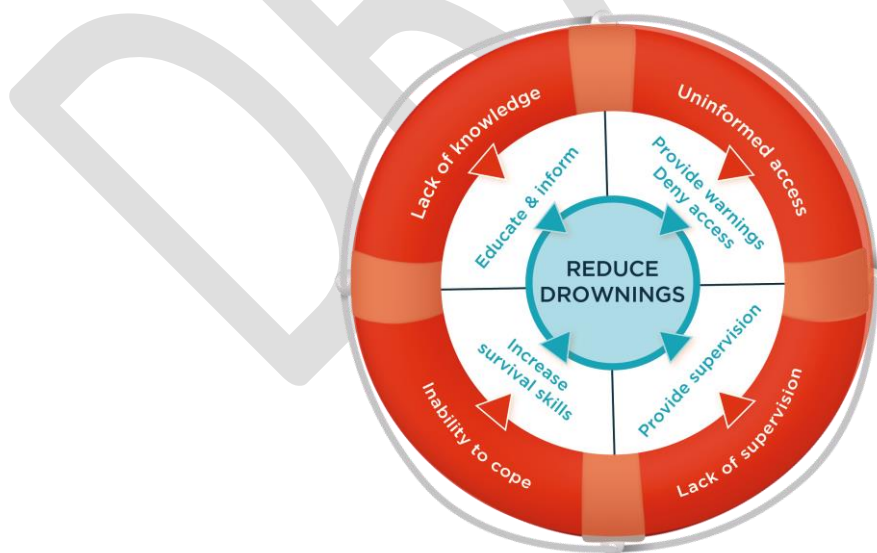 Lack of knowledge
Uninformed access
Educate & inform
Provide warnings
Deny access
REDUCE
DROWNINGS
Increase
survival skills
Provide supervision
Inability to cope
Lack of supervision